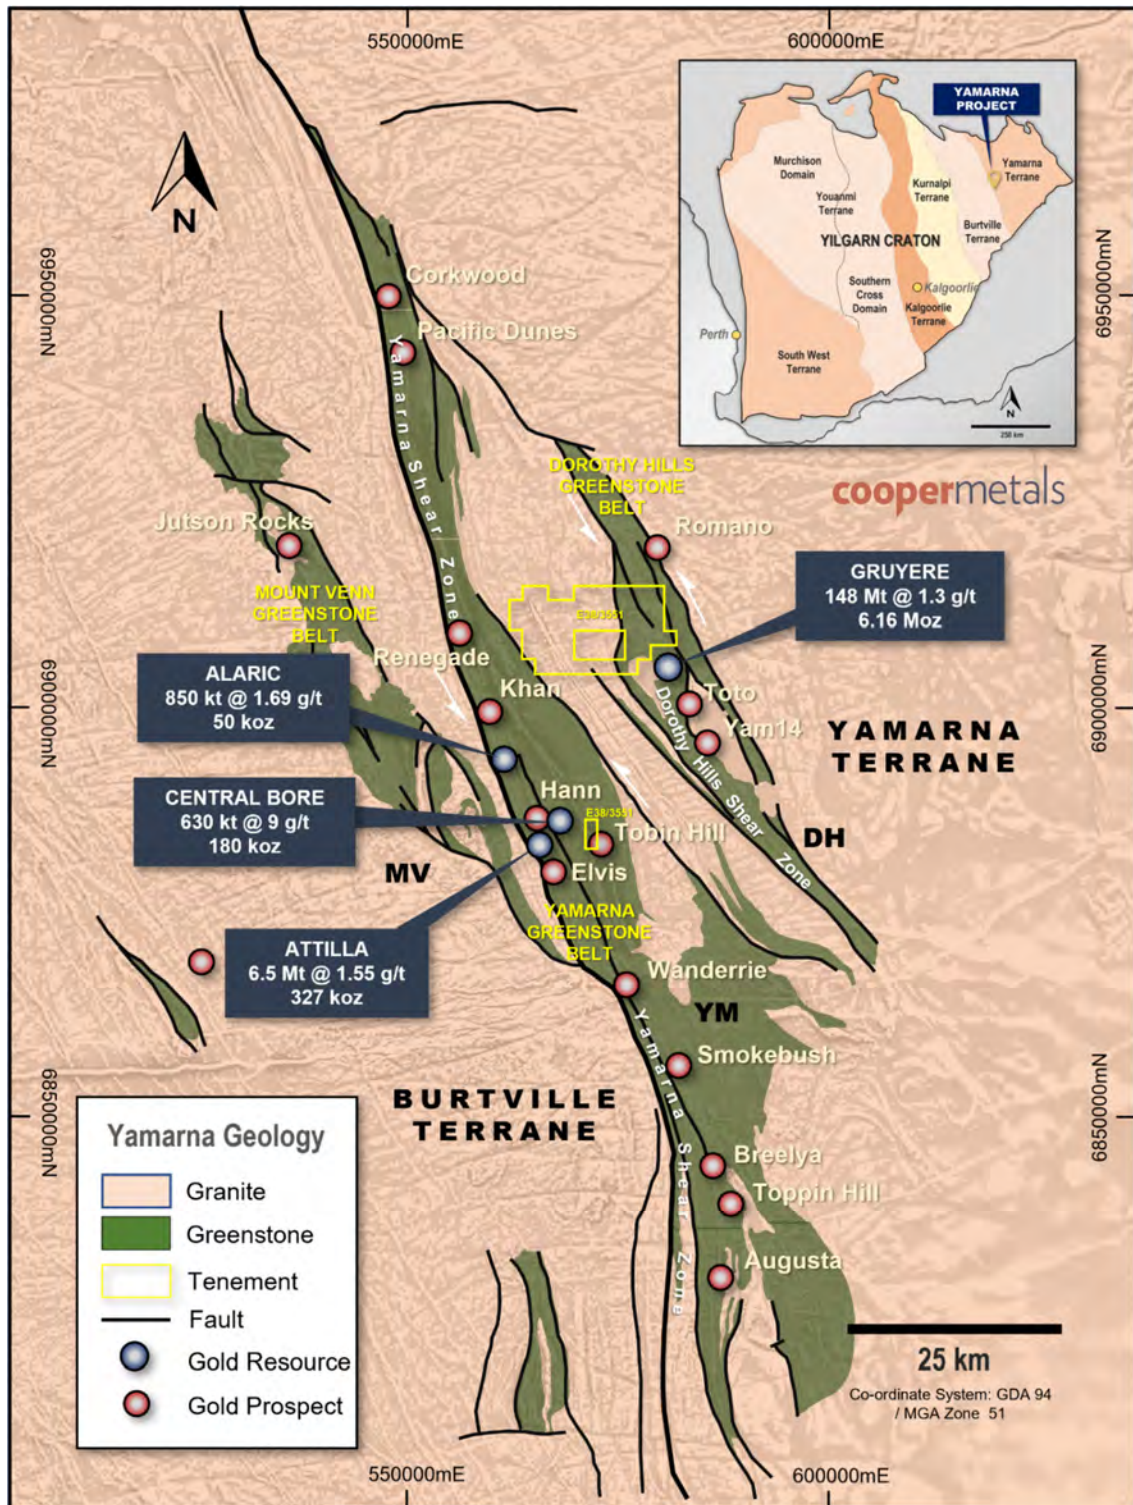 550000mE
600000mE
YAMARNA
PROJECT
Murchison
Domain
Youanmi
Terrane
Kurnalpi
Terrane
Yamarna
Terrane
Burtville
Terrane
YILGARN CRATON
Southern
Cross
Domain
Kalgoorlie
Kalgoorlie
Terrane
Perth
South West
Terrane
N
250 km
N
6950000mN
6950000mN
Corkwood
Pacific Dunes
Yamarna Shear Zone
coopermetals
DOROTHY HILLS
GREENSTONE
BELT
Romano
Jutson Rocks
MOUNT VENN
GREENSTONE
BELT
E38/3551
GRUYERE
148 Mt @ 1.3 g/t
6.16 Moz
Renegade
ALARIC
850 kt @ 1.69 g/t
50 koz
Khan
Toto
Yam14
Dorothy Hills Shear Zone
6900000mN
6900000mN
YAMARNA
TERRANE
CENTRAL BORE
630 kt @ 9 g/t
180 koz
Hann
E38/3551
Tobin Hill
DH
MV
Elvis
YAMARNA
GREENSTONE
BELT
ATTILLA
6.5 Mt @ 1.55 g/t
327 koz
Wanderrie
YM
Smokebush
Yamarna Shear Zone
BURTVILLE
TERRANE
6850000mN
6850000mN
Breelya
Toppin Hill
Augusta
Yamarna Geology
Granite
Greenstone
Tenement
Fault
Gold Resource
Gold Prospect
25 km
Co-ordinate System: GDA 94
/ MGA Zone 51
550000mE
600000mE